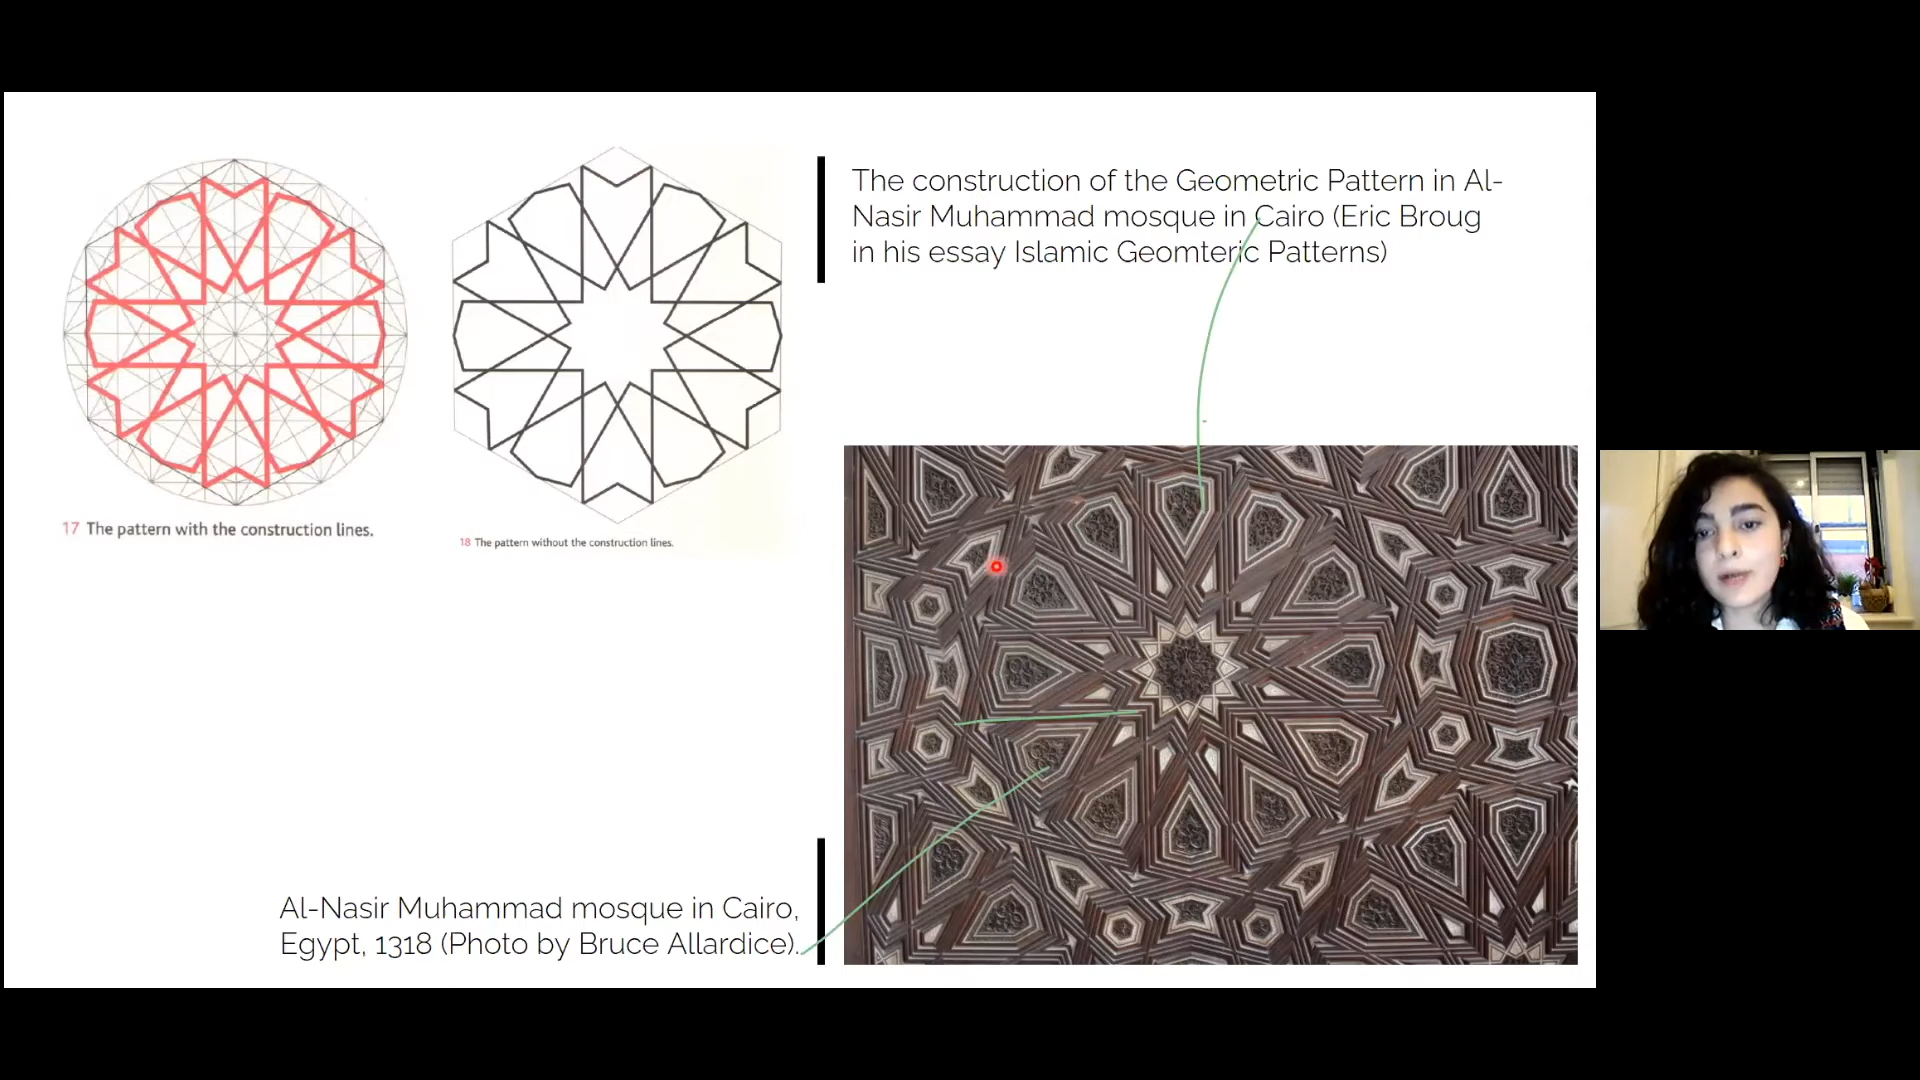 The construction of the Geometric Pattern in Al-
Nasir Muhammad mosque in Cairo (Eric Broug
in his essay Islamic Geomteric Patterns)
17 The pattern with the construction lines.
18 The pattern without the construction lines.
Al-Nasir Muhammad mosque in Cairo,
Egypt, 1318 (Photo by Bruce Allardice).